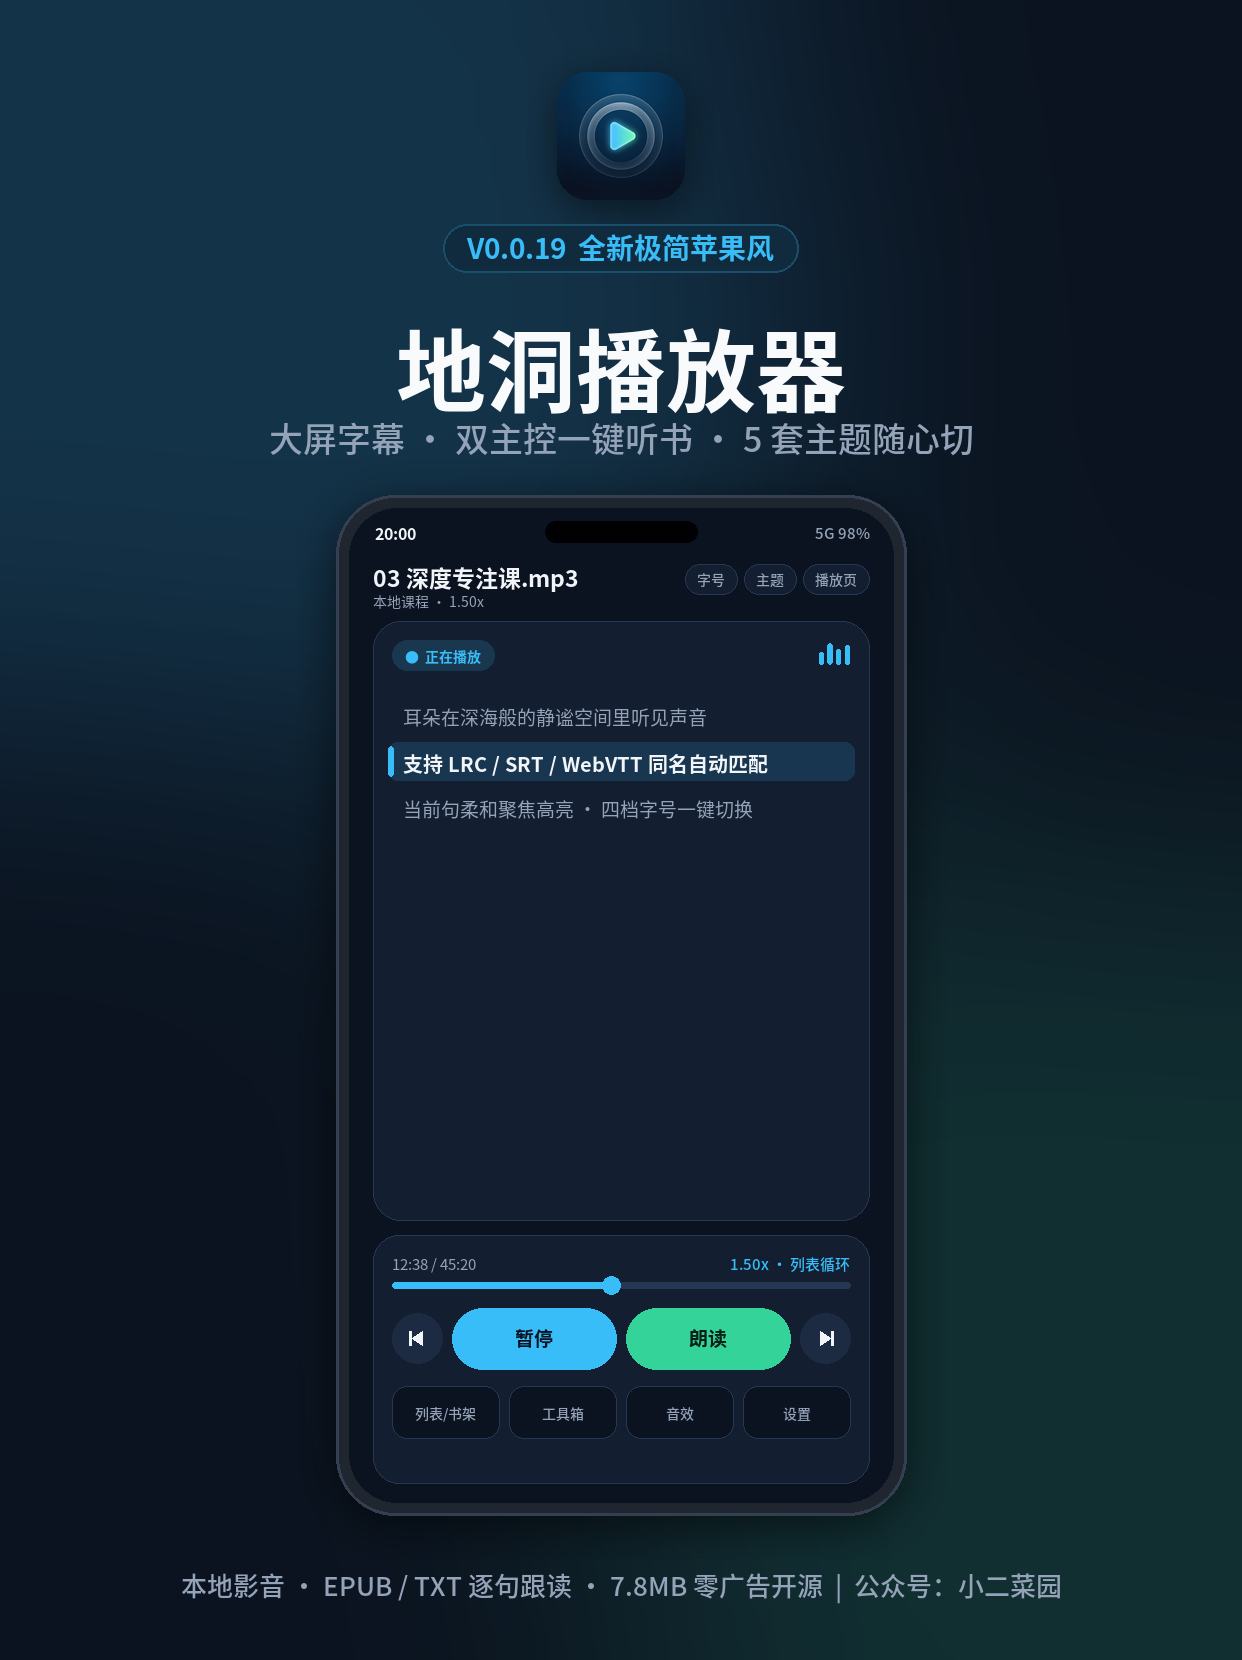 V0.0.19 全新极简苹果风
地洞播放器
大屏字幕 · 双主控一键听书 · 5 套主题随心切
20:00
5G 98%
03 深度专注课.mp3
字号
主题
播放页
本地课程 · 1.50x
正在播放
耳朵在深海般的静谧空间里听见声音
支持 LRC / SRT / WebVTT 同名自动匹配
当前句柔和聚焦高亮 · 四档字号一键切换
12:38 / 45:20
1.50x · 列表循环
暂停
朗读
列表/书架
工具箱
音效
设置
本地影音 · EPUB / TXT 逐句跟读 · 7.8MB 零广告开源 | 公众号：小二菜园